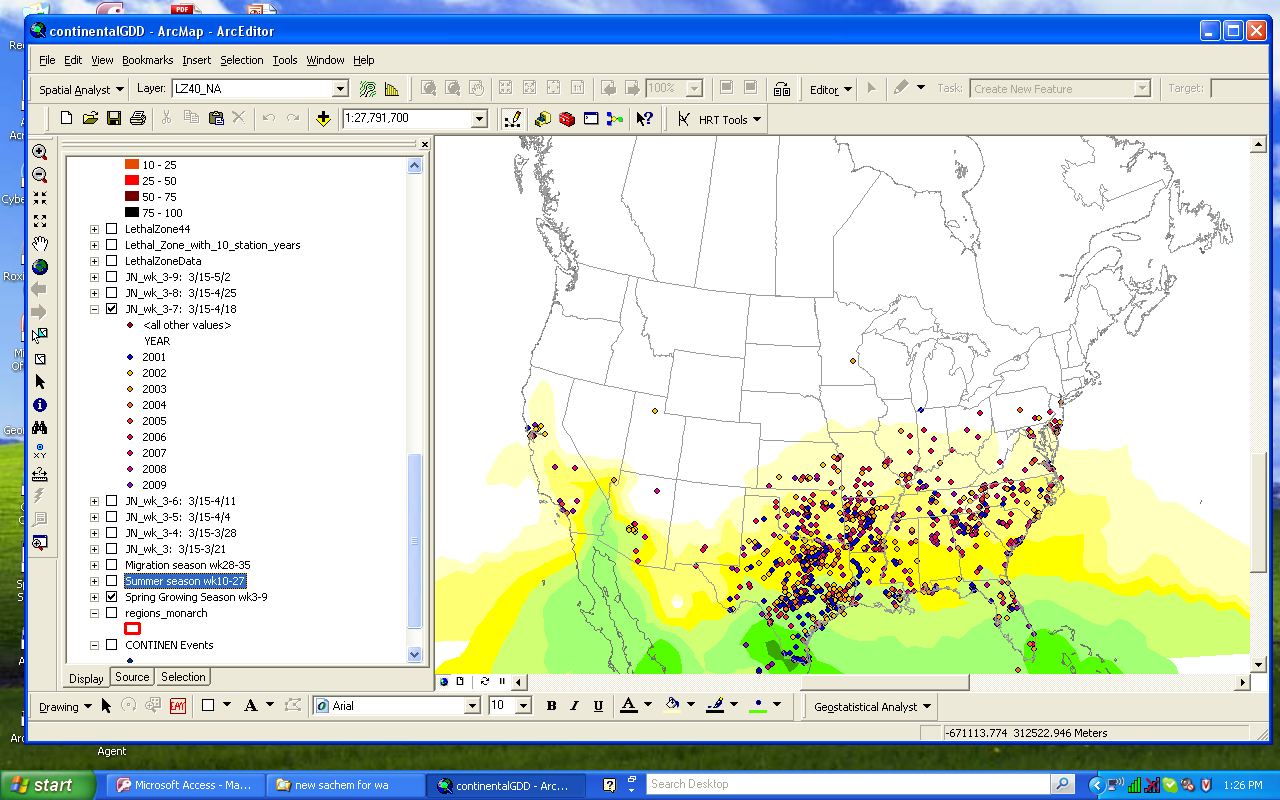 continentalGDD - ArcMap - ArcEditor
File Edit View Bookmarks Insert Selection Tools Window Help
Spatial Analyst Layer: LZ40_NA 100% Editor Task: Create New Feature Target:
1:27,791,700 HRT Tools
10 - 25
25 - 50
50 - 75
75 - 100
LethalZone44
Lethal_Zone_with_10_station_years
LethalZoneData
JN_wk_3-9: 3/15-5/2
JN_wk_3-8: 3/15-4/25
JN_wk_3-7: 3/15-4/18
<all other values>
YEAR
2001
2002
2003
2004
2005
2006
2007
2008
2009
JN_wk_3-6: 3/15-4/11
JN_wk_3-5: 3/15-4/4
JN_wk_3-4: 3/15-3/28
JN_wk_3: 3/15-3/21
Migration season wk28-35
Summer season wk10-27
Spring Growing Season wk3-9
regions_monarch
CONTINEN Events
Display Source Selection
Drawing A Arial 10 B I U A Geostatistical Analyst
-671113.774 312522.946 Meters
Agent
start Microsoft Access - Ma... new sachem for wa continentalGDD - Arc... Search Desktop 1:26 PM